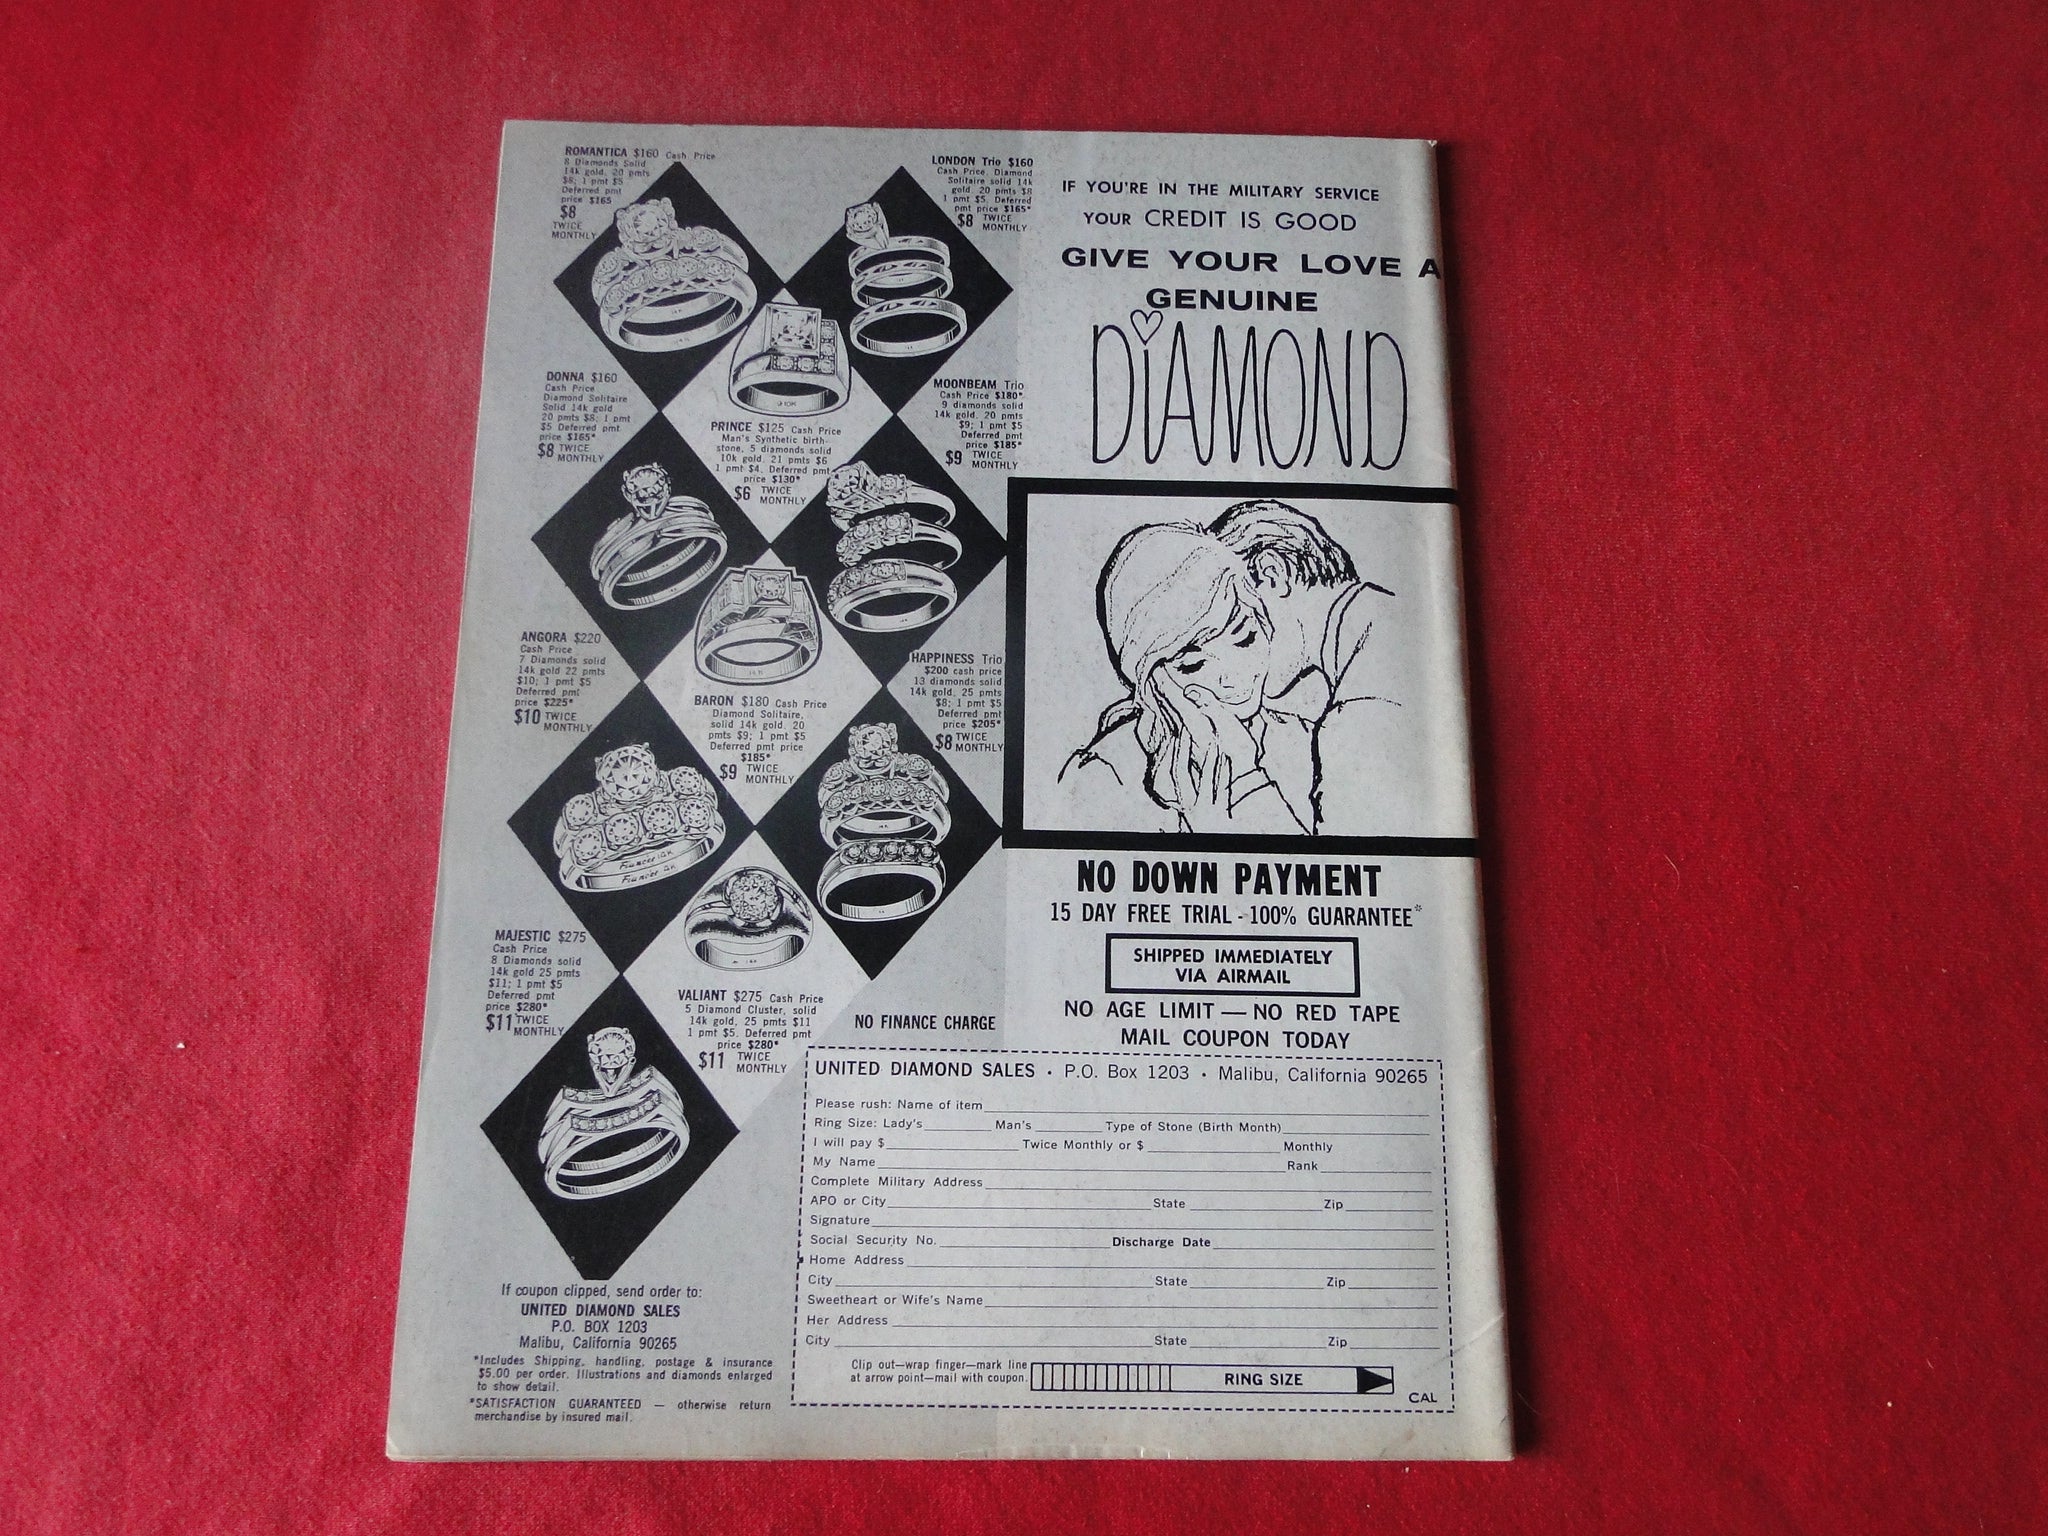 ROMANTICA $160 Cash Price
8 Diamonds Solid
14k gold, 20 pmts
$8; 1 pmt $5
Deferred pmt
price $165
$8
TWICE
MONTHLY
LONDON Trio $160
Cash Price, Diamond
Solitaire solid 14k
gold. 20 pmts $8
1 pmt $5. Deferred
pmt price $165*
$8 TWICE
MONTHLY
DONNA $160
Cash Price
Diamond Solitaire
Solid 14k gold
20 pmts $8; 1 pmt
$5 Deferred pmt
price $165*
$8 TWICE
MONTHLY
PRINCE $125 Cash Price
Man's Synthetic birth-
stone, 5 diamonds solid
10k gold, 21 pmts $6
1 pmt $4. Deferred pmt
price $130*
$6 TWICE
MONTHLY
MOONBEAM Trio
Cash Price $180*
9 diamonds solid
14k gold. 20 pmts
$9; 1 pmt $5
Deferred pmt
price $185*
$9 TWICE
MONTHLY
ANGORA $220
Cash Price
7 Diamonds solid
14k gold 22 pmts
$10; 1 pmt $5
Deferred pmt
price $225*
$10 TWICE
MONTHLY
BARON $180 Cash Price
Diamond Solitaire,
solid 14k gold. 20
pmts $9; 1 pmt $5
Deferred pmt price
$185*
$9 TWICE
MONTHLY
HAPPINESS Trio
$200 cash price
13 diamonds solid
14k gold, 25 pmts
$8; 1 pmt $5
Deferred pmt
price $205*
$8 TWICE
MONTHLY
MAJESTIC $275
Cash Price
8 Diamonds solid
14k gold 25 pmts
$11; 1 pmt $5
Deferred pmt
price $280*
$11 TWICE
MONTHLY
VALIANT $275 Cash Price
5 Diamond Cluster, solid
14k gold, 25 pmts $11
1 pmt $5. Deferred pmt
price $280*
$11 TWICE
MONTHLY
NO FINANCE CHARGE
If coupon clipped, send order to:
UNITED DIAMOND SALES
P.O. BOX 1203
Malibu, California 90265
*Includes Shipping, handling, postage & insurance
$5.00 per order. Illustrations and diamonds enlarged
to show detail.
*SATISFACTION GUARANTEED — otherwise return
merchandise by insured mail.
IF YOU'RE IN THE MILITARY SERVICE
YOUR CREDIT IS GOOD
GIVE YOUR LOVE A
GENUINE
DiAMOND
NO DOWN PAYMENT
15 DAY FREE TRIAL - 100% GUARANTEE*
SHIPPED IMMEDIATELY
VIA AIRMAIL
NO AGE LIMIT — NO RED TAPE
MAIL COUPON TODAY
UNITED DIAMOND SALES • P.O. Box 1203 • Malibu, California 90265
Please rush: Name of item
Ring Size: Lady's Man's Type of Stone (Birth Month)
I will pay $ Twice Monthly or $ Monthly
My Name Rank
Complete Military Address
APO or City State Zip
Signature
Social Security No. Discharge Date
Home Address
City State Zip
Sweetheart or Wife's Name
Her Address
City State Zip
Clip out—wrap finger—mark line
at arrow point—mail with coupon.
RING SIZE
CAL